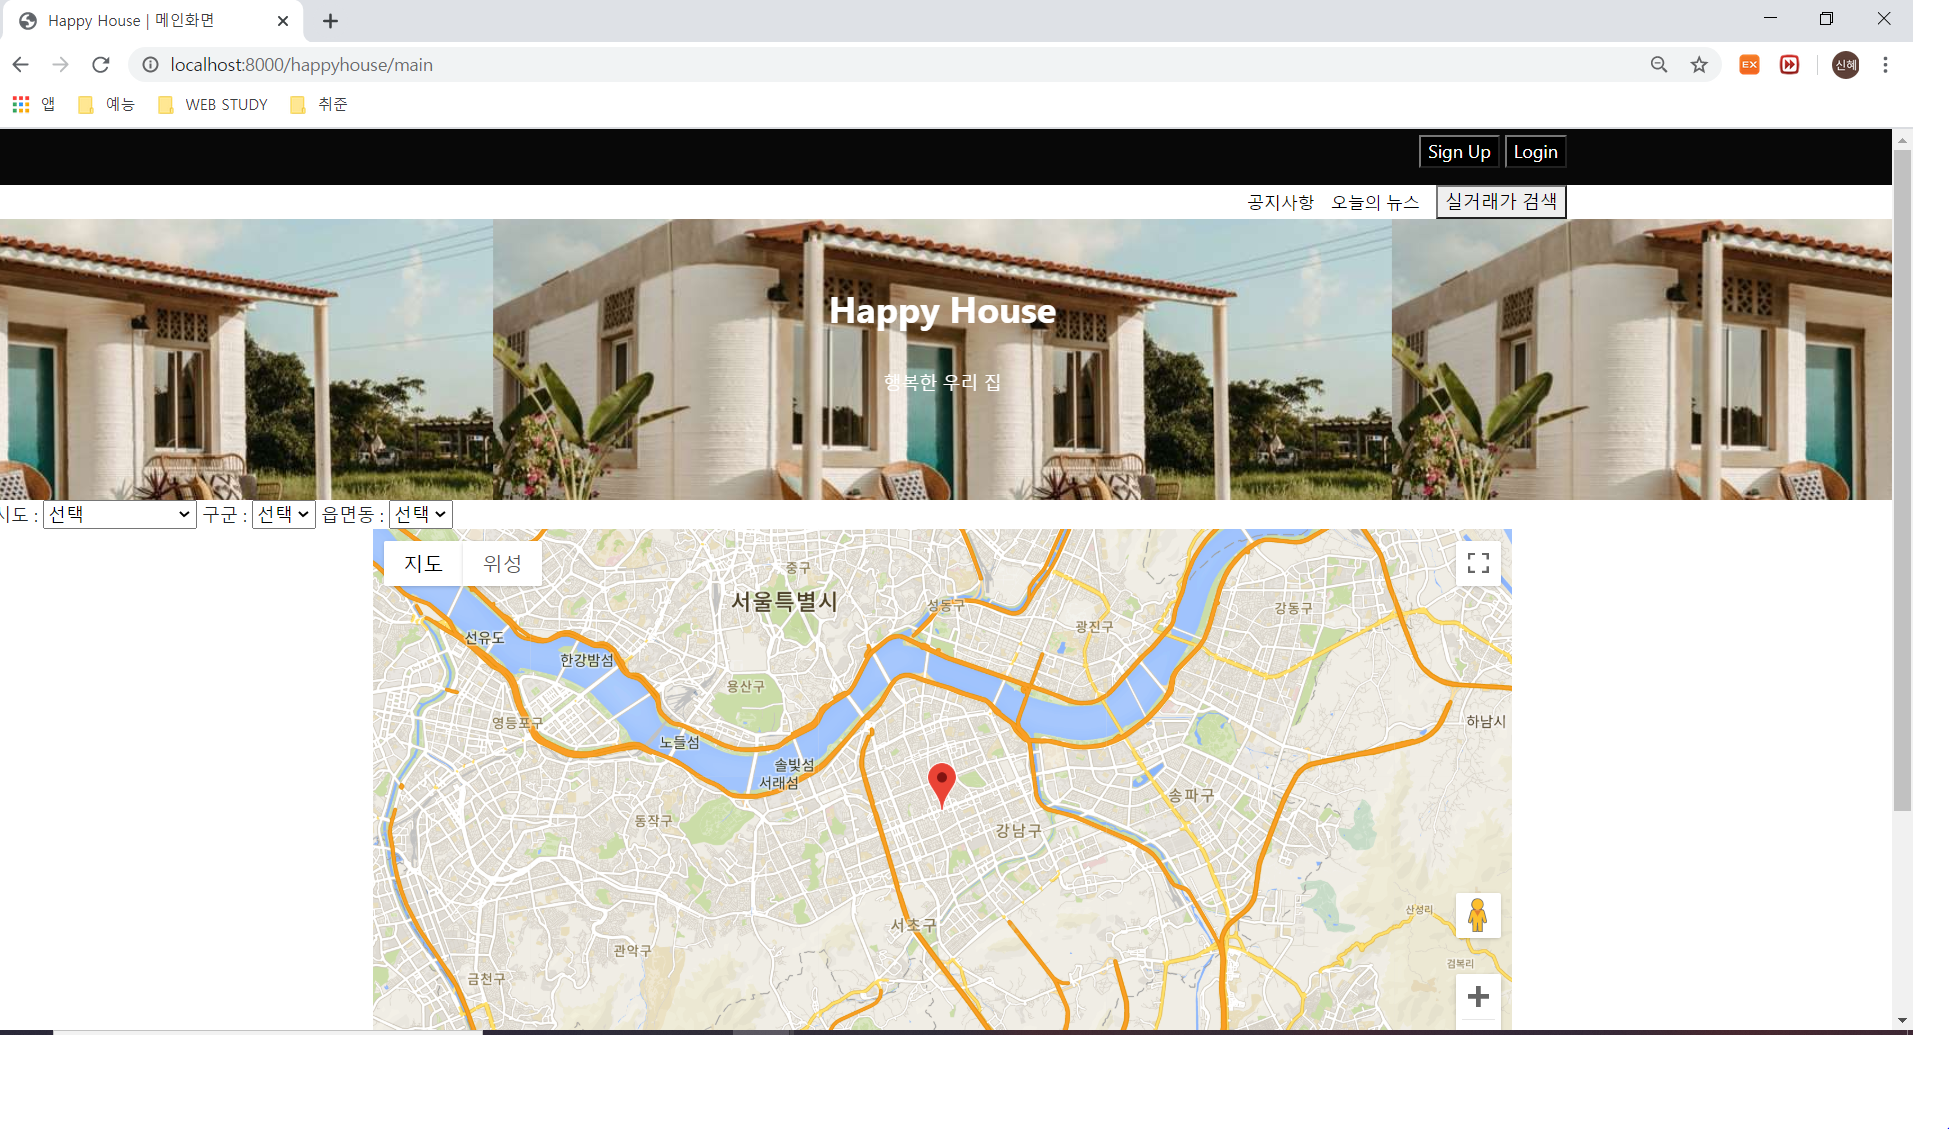 Happy House | 메인화면
localhost:8000/happyhouse/main
EX
신혜
앱 예능 WEB STUDY 취준
Sign Up Login
공지사항 오늘의 뉴스 실거래가 검색
Happy House
행복한 우리 집
시도 : 선택 구군 : 선택 읍면동 : 선택
지도 위성
중구
서울특별시
성동구
강동구
광진구
선유도
한강밤섬
용산구
영등포구
하남시
노들섬
솔빛섬
서래섬
송파구
동작구
강남구
산성리
서초구
관악구
검복리
금천구